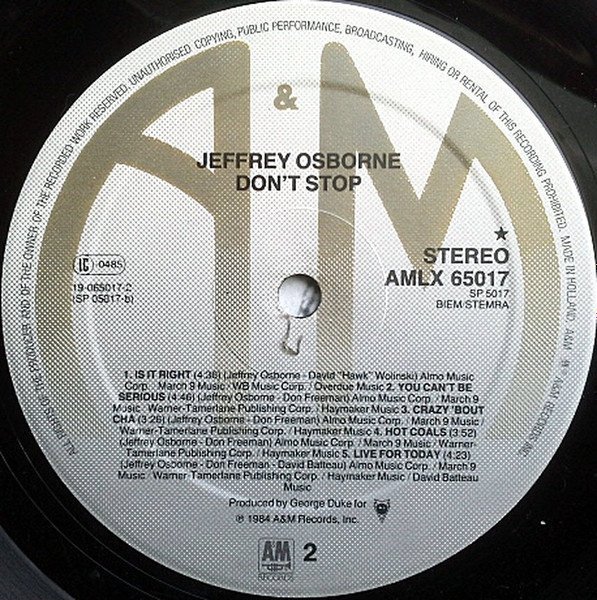 ALL RIGHTS OF THE PRODUCER AND OF THE OWNER OF THE RECORDED WORK RESERVED. UNAUTHORISED COPYING, PUBLIC PERFORMANCE, BROADCASTING, HIRING OR RENTAL OF THIS RECORDING PROHIBITED. MADE IN HOLLAND. A&M ® A&M RECORDS INC.
A & M
JEFFREY OSBORNE
DON'T STOP
STEREO
AMLX 65017
SP 5017
BIEM/STEMRA
LC 0485
19-065017-2
(SP 05017-b)
1. IS IT RIGHT (4:38) (Jeffrey Osborne - David "Hawk" Wolinski) Almo Music
Corp. / March 9 Music / WB Music Corp. / Overdue Music 2. YOU CAN'T BE
SERIOUS (4:46) (Jeffrey Osborne - Don Freeman) Almo Music Corp. / March 9
Music / Warner-Tamerlane Publishing Corp. / Haymaker Music 3. CRAZY 'BOUT
CHA (3:26) (Jeffrey Osborne - Don Freeman) Almo Music Corp. / March 9 Music /
Warner-Tamerlane Publishing Corp. / Haymaker Music 4. HOT COALS (3:52)
(Jeffrey Osborne - Don Freeman) Almo Music Corp. / March 9 Music / Warner-
Tamerlane Publishing Corp. / Haymaker Music 5. LIVE FOR TODAY (4:23)
(Jeffrey Osborne - Don Freeman - David Batteau) Almo Music Corp. / March 9
Music / Warner-Tamerlane Publishing Corp. / Haymaker Music / David Batteau
Music
Produced by George Duke for
℗ 1984 A&M Records, Inc.
A&M
RECORDS
2